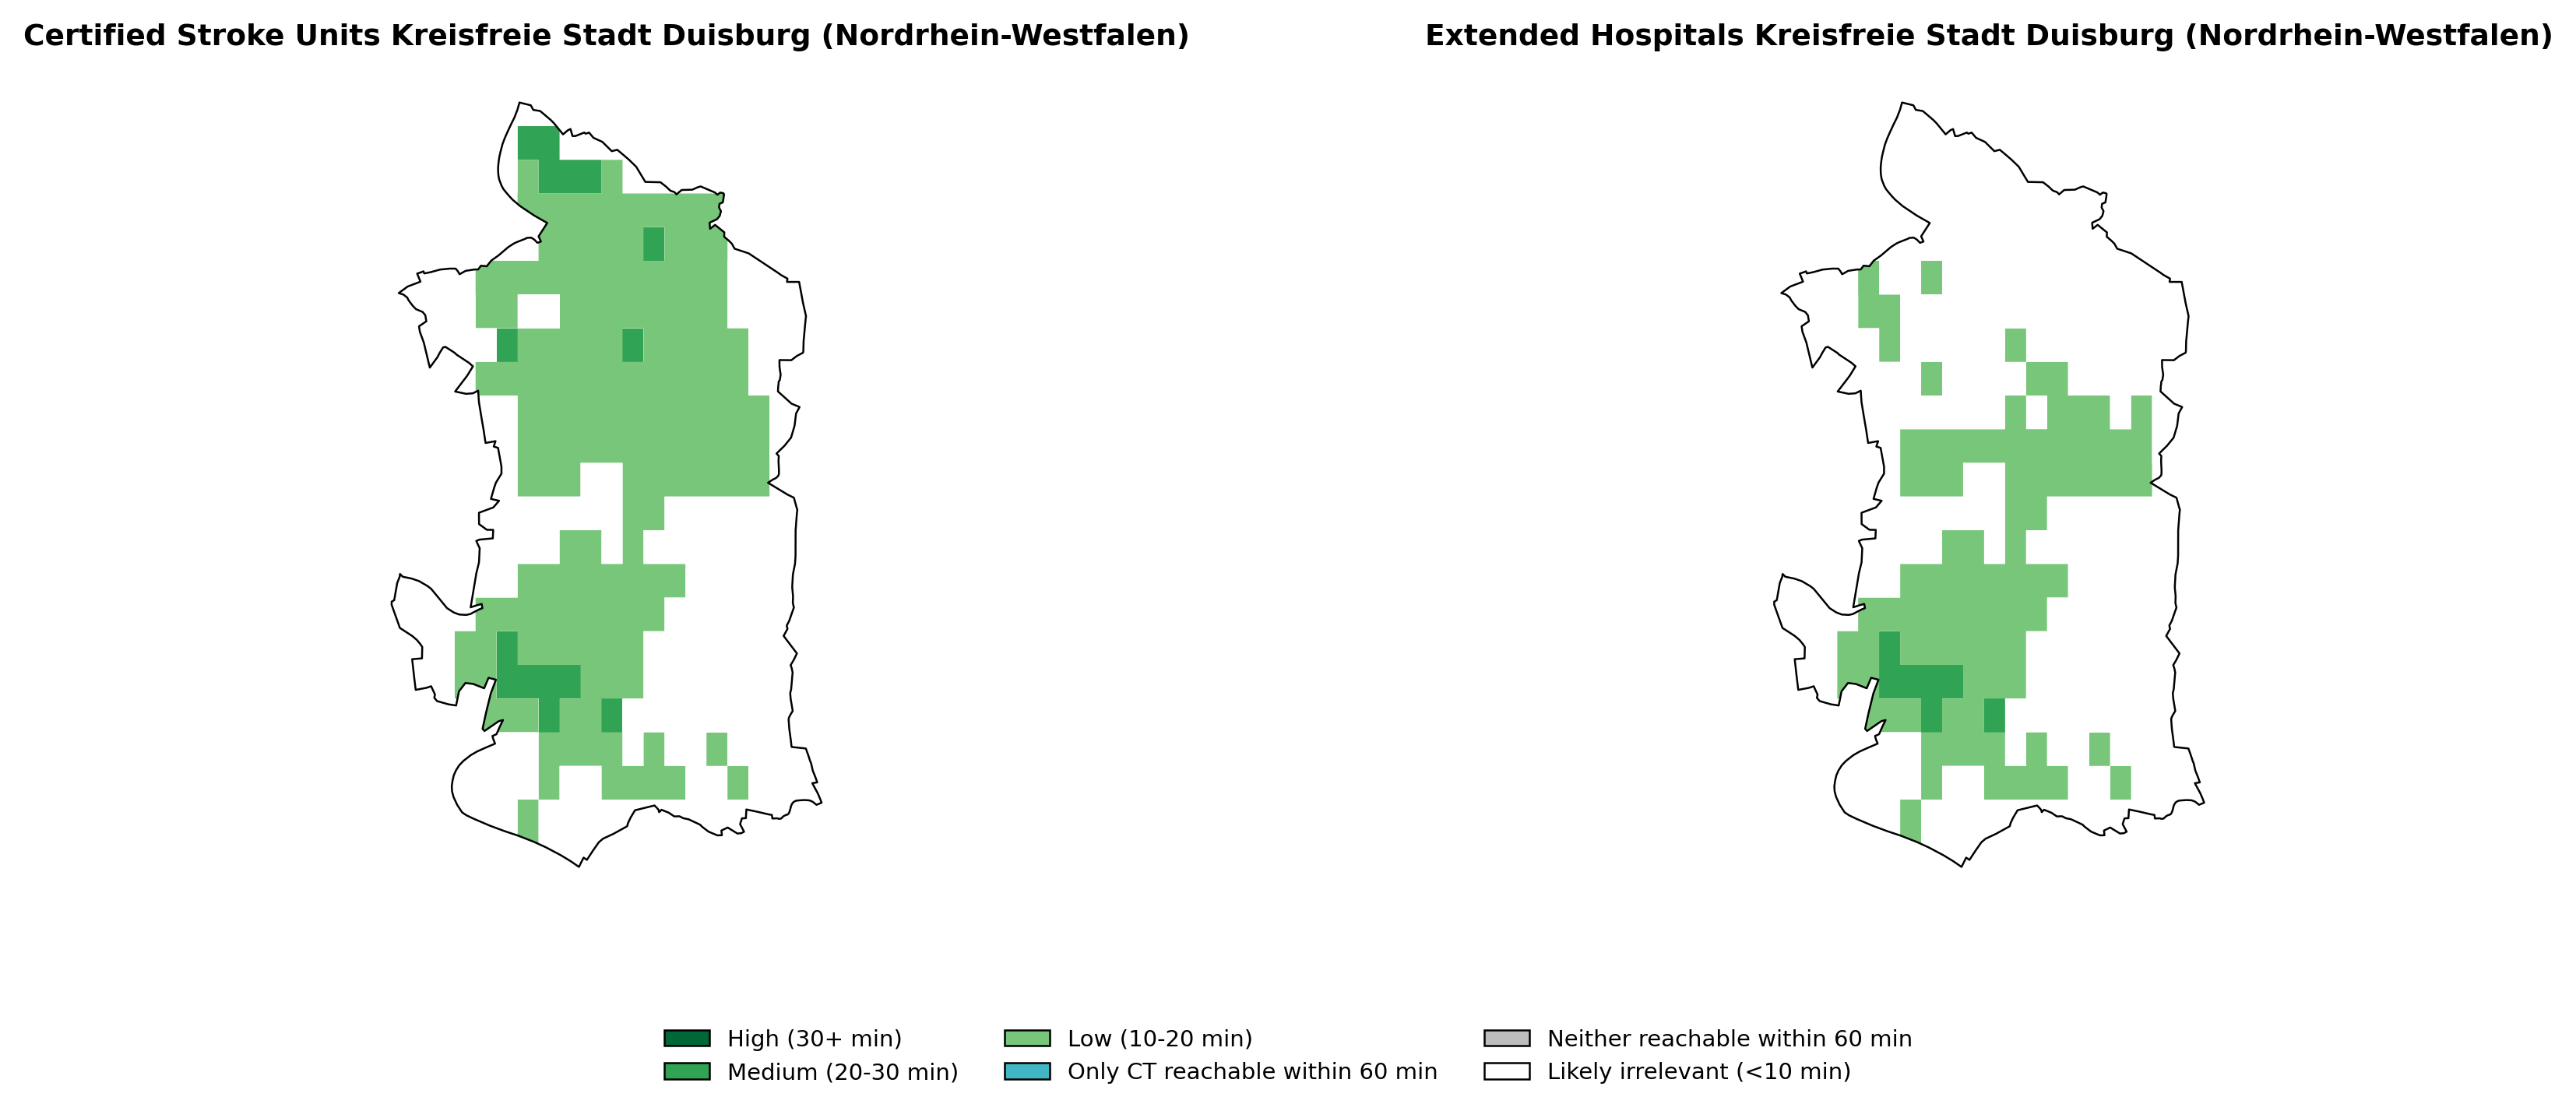 Certified Stroke Units Kreisfreie Stadt Duisburg (Nordrhein-Westfalen)
Extended Hospitals Kreisfreie Stadt Duisburg (Nordrhein-Westfalen)
High (30+ min)
Medium (20-30 min)
Low (10-20 min)
Only CT reachable within 60 min
Neither reachable within 60 min
Likely irrelevant (<10 min)